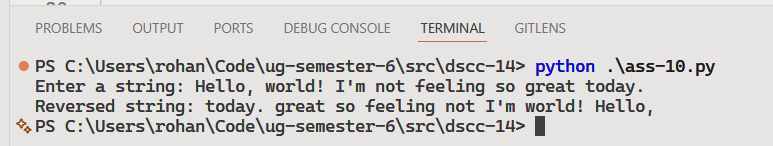 PROBLEMS OUTPUT PORTS DEBUG CONSOLE TERMINAL GITLENS
PS C:\Users\rohan\Code\ug-semester-6\src\dscc-14> python .\ass-10.py
Enter a string: Hello, world! I'm not feeling so great today.
Reversed string: today. great so feeling not I'm world! Hello,
PS C:\Users\rohan\Code\ug-semester-6\src\dscc-14>